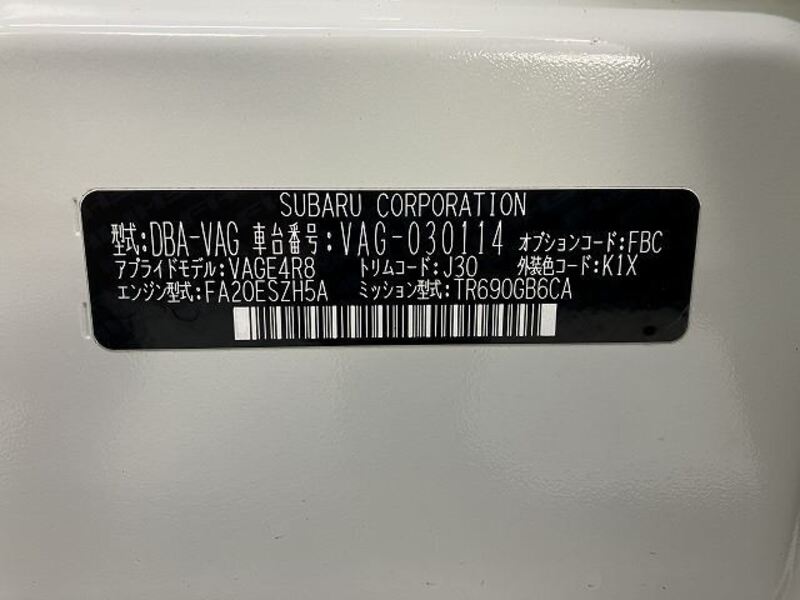 SUBARU CORPORATION
型式:DBA-VAG 車台番号:VAG-030114 オプションコード:FBC
アプライドモデル:VAGE4R8 トリムコード:J30 外装色コード:K1X
エンジン型式:FA20ESZH5A ミッション型式:TR690GB6CA